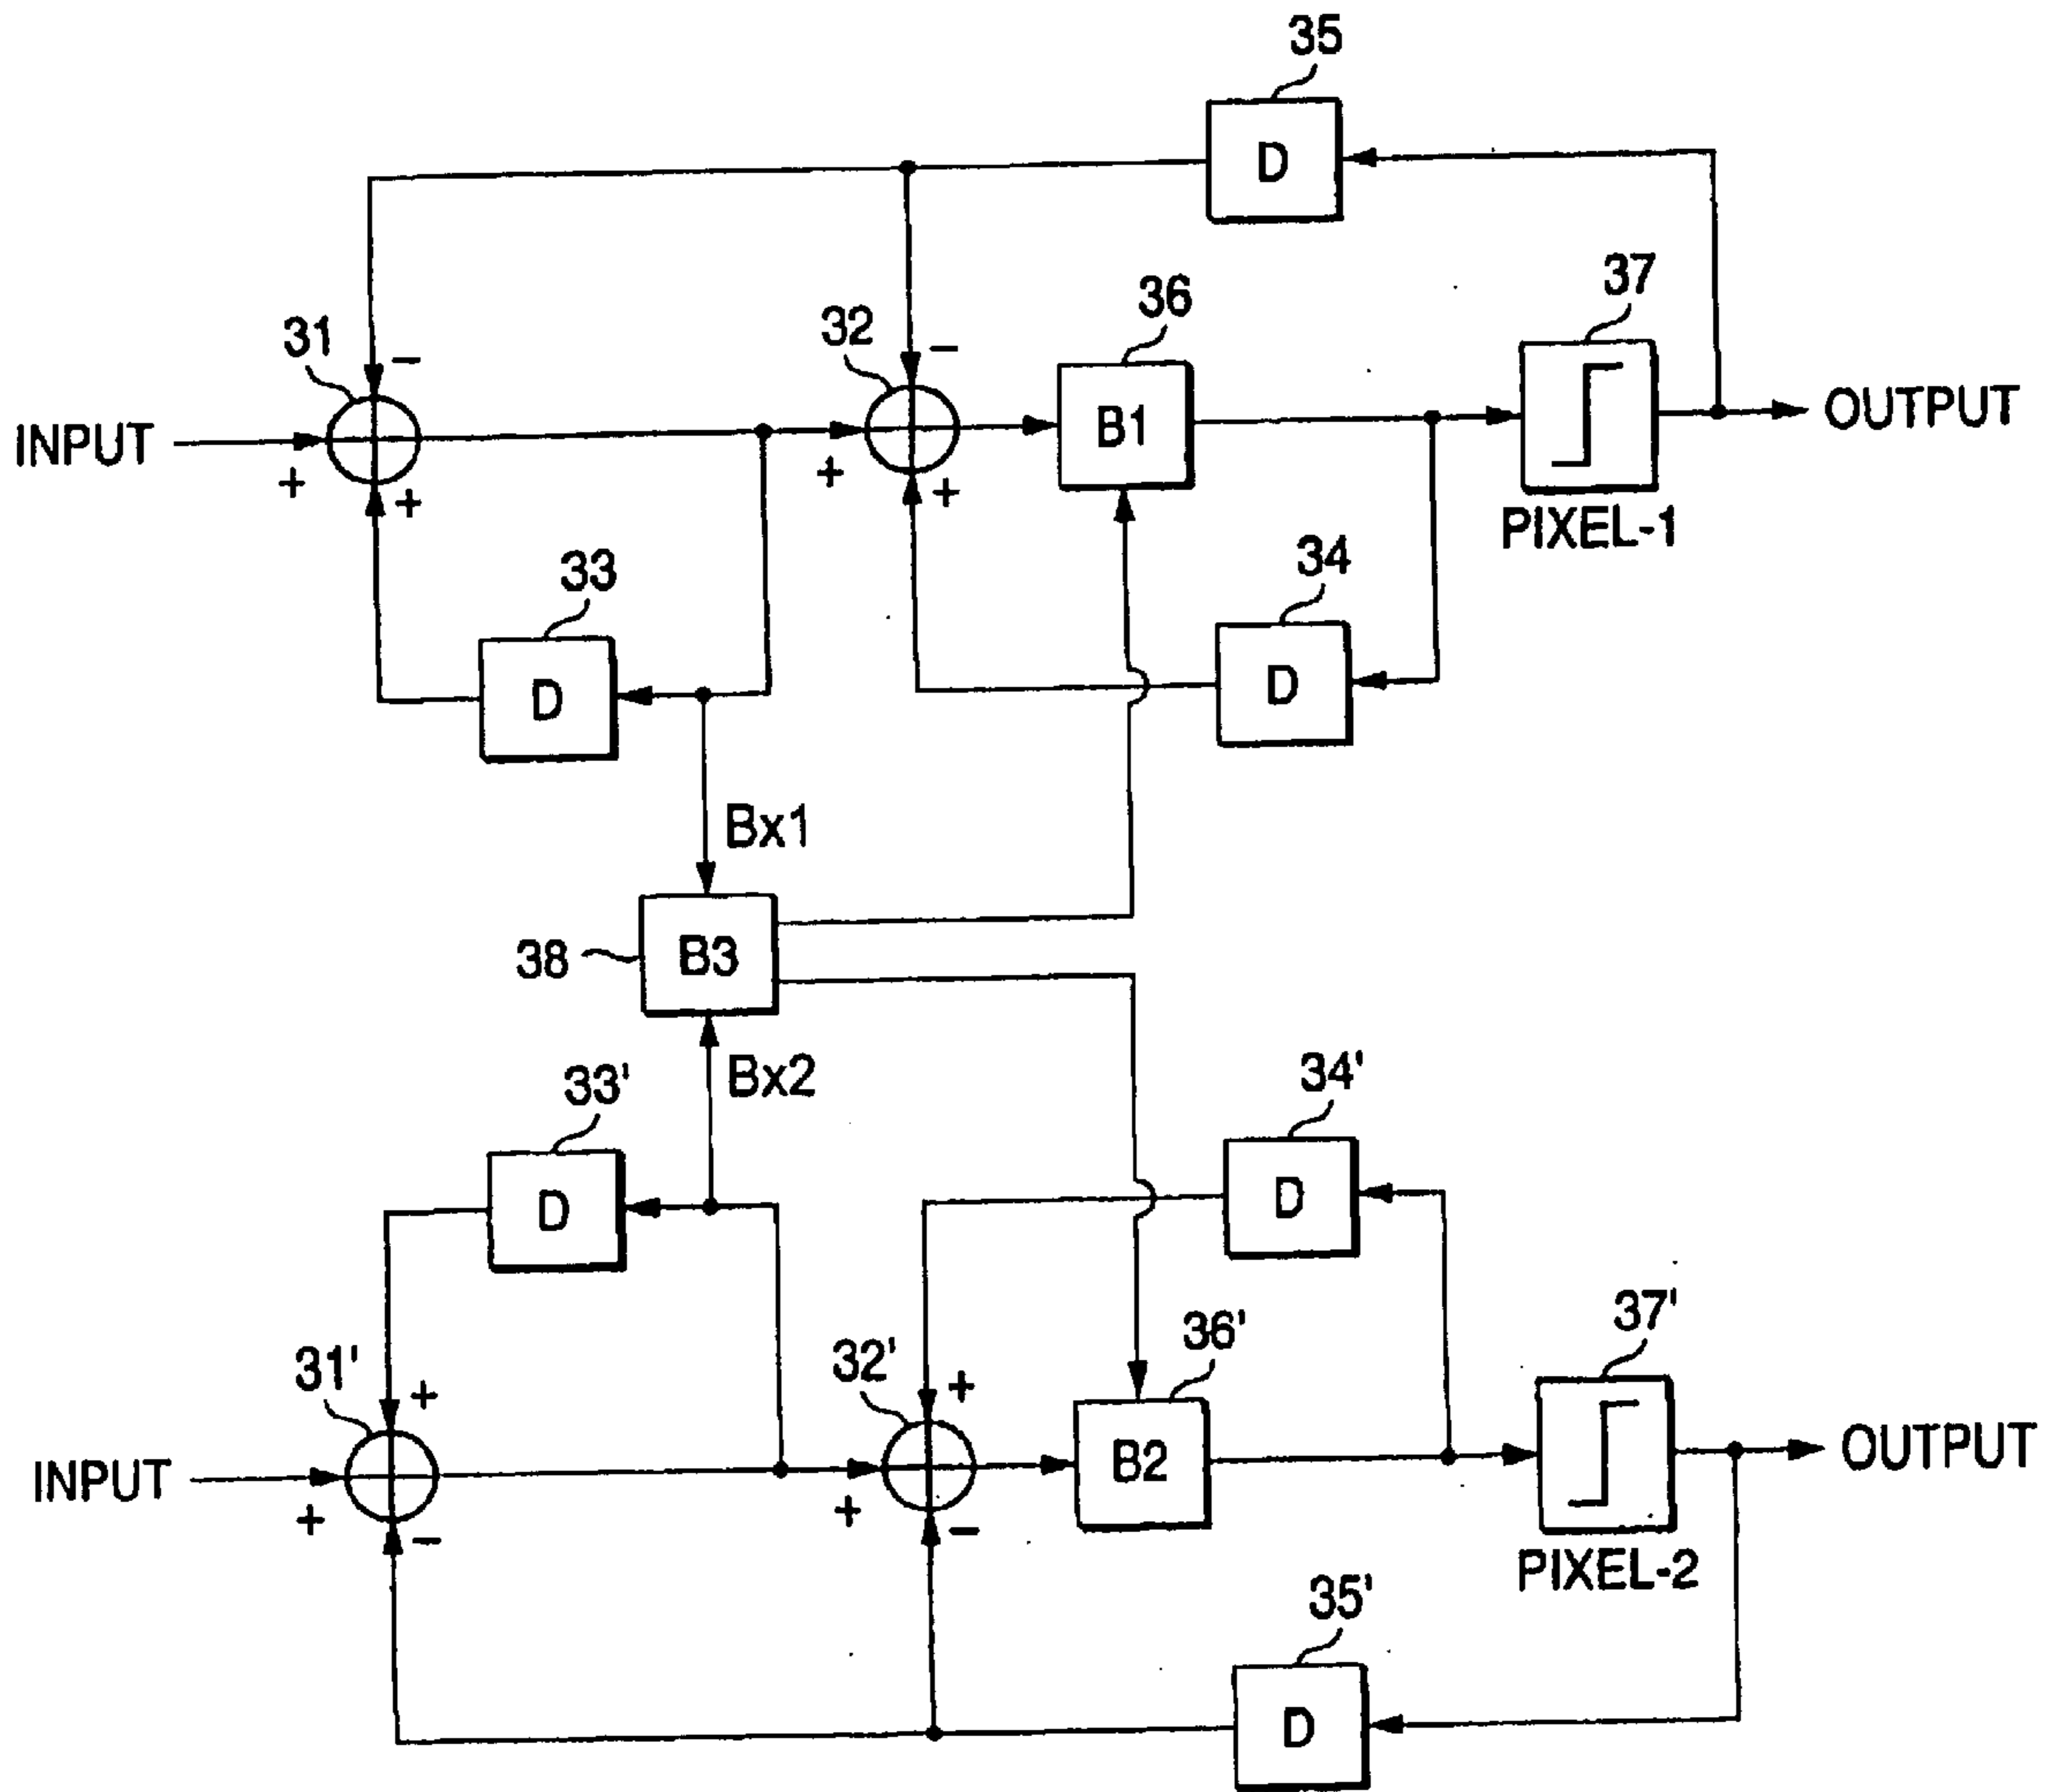 35
D
37
36
32
31
−
−
B1
OUTPUT
INPUT
+
+
+
+
PIXEL-1
34
33
D
D
Bx1
38
B3
Bx2
34'
33'
D
D
37'
36'
32'
31'
+
+
B2
OUTPUT
INPUT
+
+
−
−
PIXEL-2
35'
D